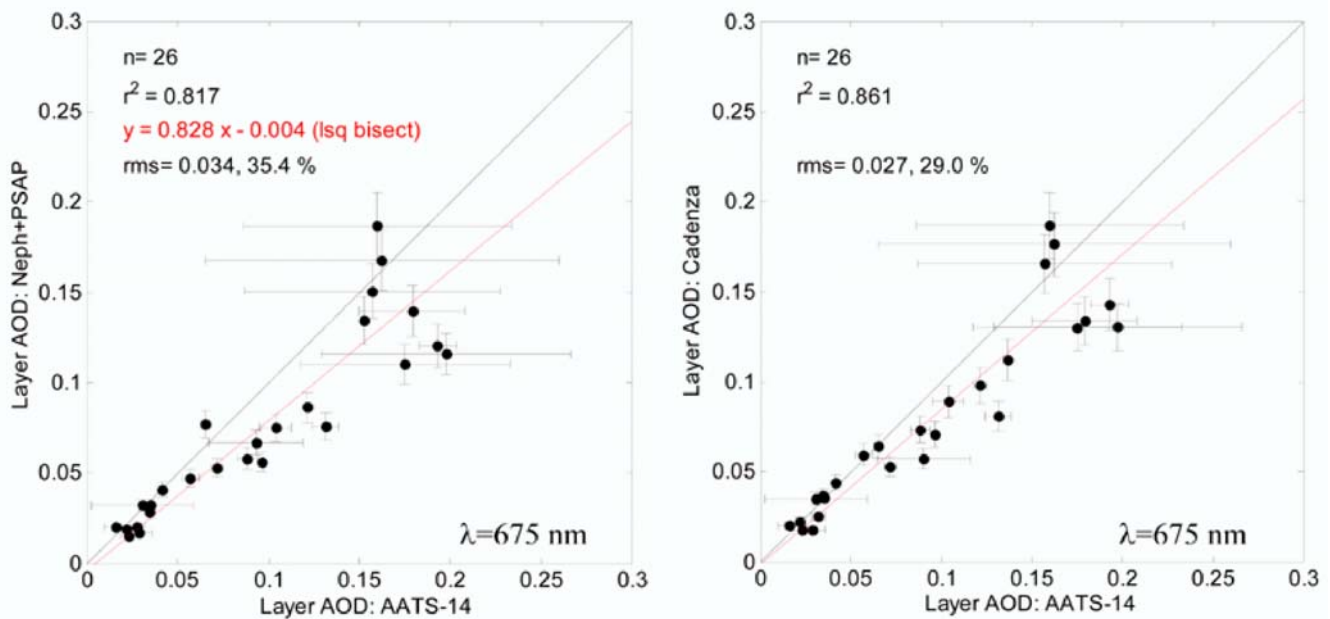 n= 26
r² = 0.817
y = 0.828 x - 0.004 (lsq bisect)
rms= 0.034, 35.4 %
0.3
0.25
0.2
0.15
0.1
0.05
0
Layer AOD: Neph+PSAP
λ=675 nm
0 0.05 0.1 0.15 0.2 0.25 0.3
Layer AOD: AATS-14
n= 26
r² = 0.861
rms= 0.027, 29.0 %
0.3
0.25
0.2
0.15
0.1
0.05
0
Layer AOD: Cadenza
λ=675 nm
0 0.05 0.1 0.15 0.2 0.25 0.3
Layer AOD: AATS-14